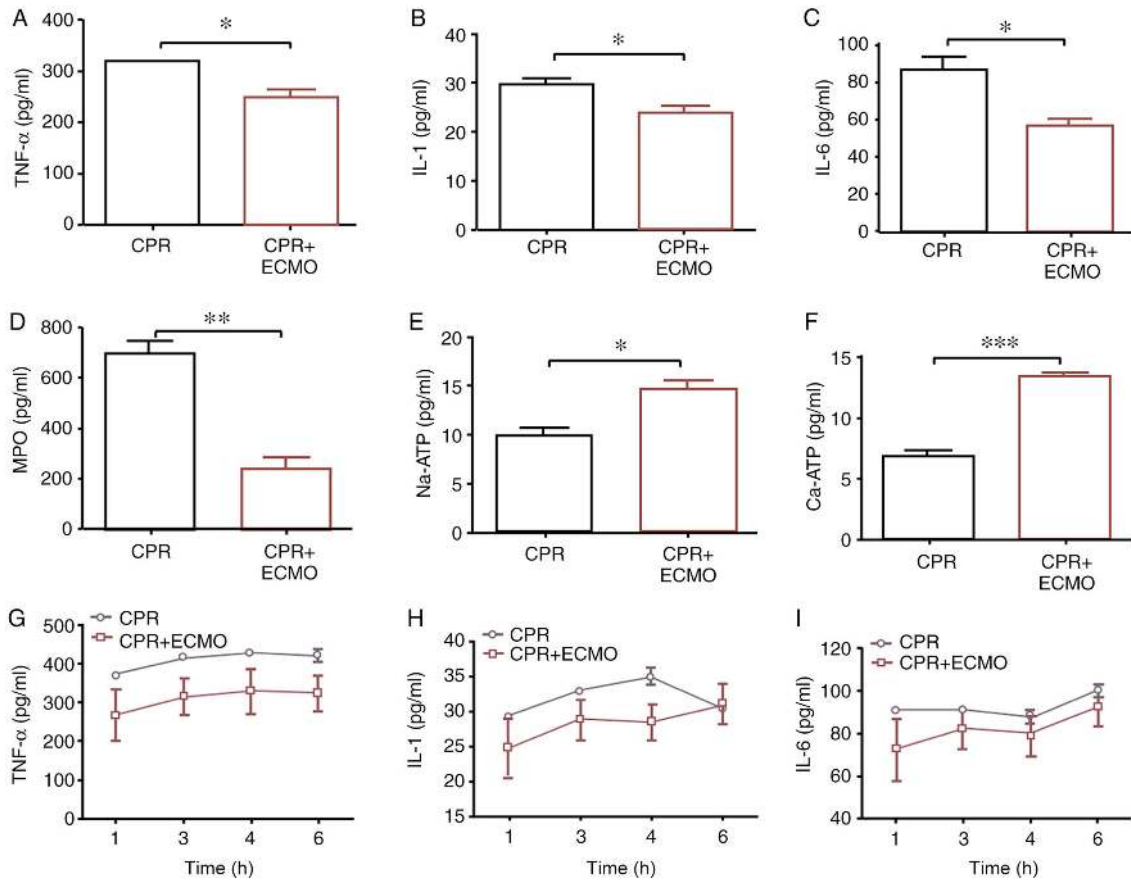 A
400
300
300
100
0
TNF-α (pg/ml)
*
CPR
CPR+
ECMO
B
40
30
20
10
0
IL-1 (pg/ml)
*
CPR
CPR+
ECMO
C
100
80
60
40
20
0
IL-6 (pg/ml)
*
CPR
CPR+
ECMO
D
800
600
400
200
0
MPO (pg/ml)
**
CPR
CPR+
ECMO
E
20
15
10
5
0
Na-ATP (pg/ml)
*
CPR
CPR+
ECMO
F
15
10
5
0
Ca-ATP (pg/ml)
***
CPR
CPR+
ECMO
G
CPR
CPR+ECMO
500
400
300
200
100
000
TNF-α (pg/ml)
1 3 4 6
Time (h)
H
CPR
CPR+ECMO
40
35
30
25
20
15
IL-1 (pg/ml)
1 3 4 6
Time (h)
I
CPR
CPR+ECMO
120
100
80
60
40
IL-6 (pg/ml)
1 3 4 6
Time (h)